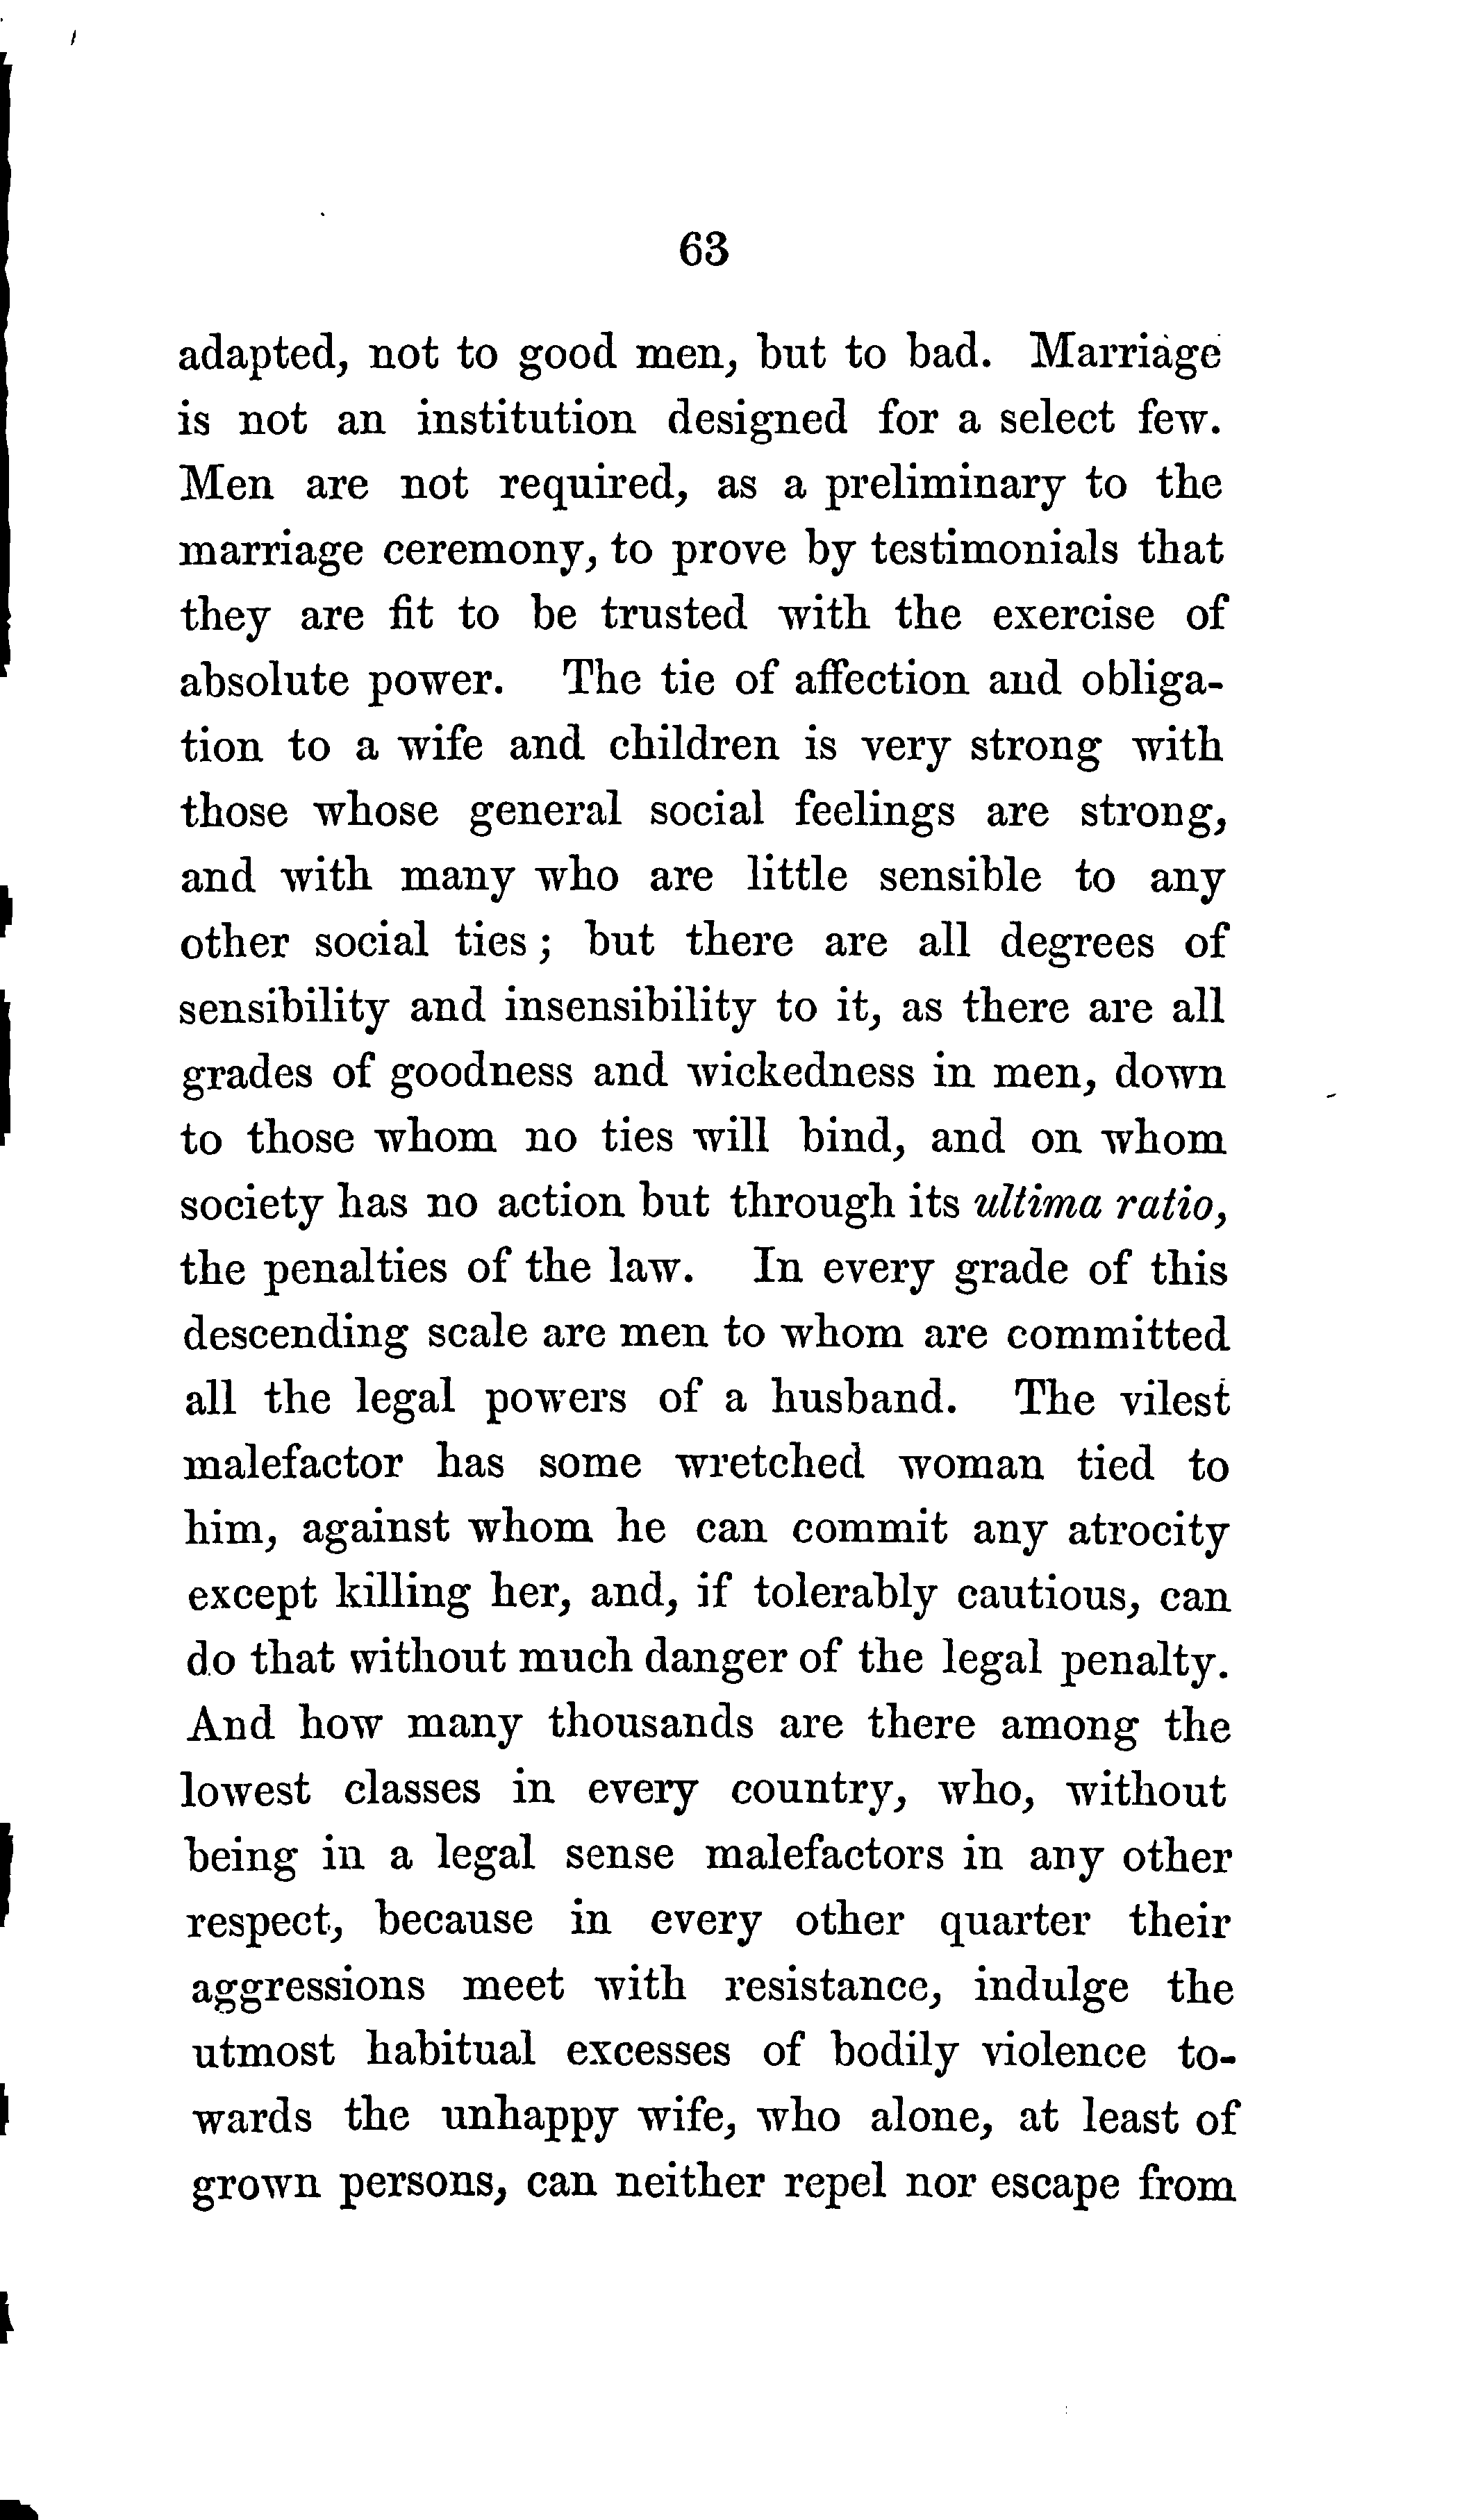 63
adapted, not to good men, but to bad. Marriage
is not an institution designed for a select few.
Men are not required, as a preliminary to the
marriage ceremony, to prove by testimonials that
they are fit to be trusted with the exercise of
absolute power. The tie of affection and obliga-
tion to a wife and children is very strong with
those whose general social feelings are strong,
and with many who are little sensible to any
other social ties; but there are all degrees of
sensibility and insensibility to it, as there are all
grades of goodness and wickedness in men, down
to those whom no ties will bind, and on whom
society has no action but through its ultima ratio,
the penalties of the law. In every grade of this
descending scale are men to whom are committed
all the legal powers of a husband. The vilest
malefactor has some wretched woman tied to
him, against whom he can commit any atrocity
except killing her, and, if tolerably cautious, can
do that without much danger of the legal penalty.
And how many thousands are there among the
lowest classes in every country, who, without
being in a legal sense malefactors in any other
respect, because in every other quarter their
aggressions meet with resistance, indulge the
utmost habitual excesses of bodily violence to-
wards the unhappy wife, who alone, at least of
grown persons, can neither repel nor escape from